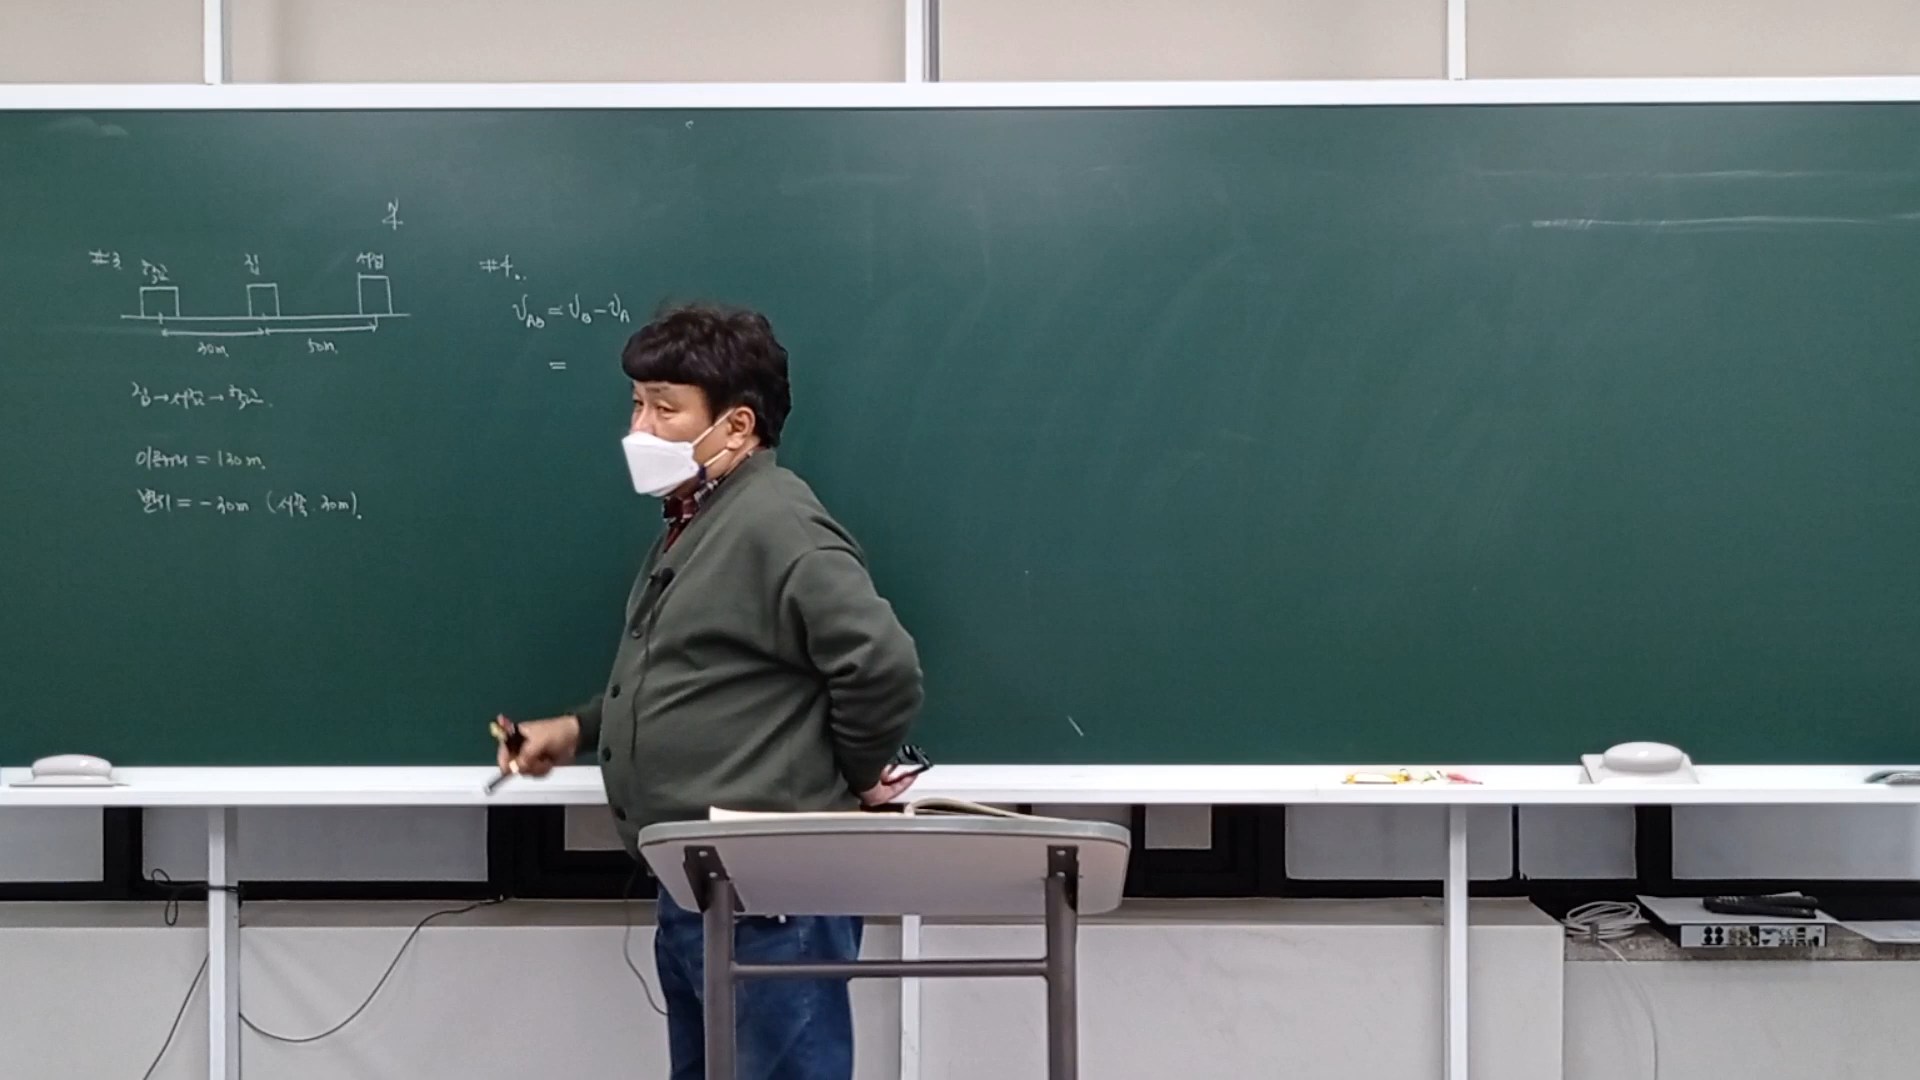 4
#3. 학교 집 서점
30m. 50m.
집→서점→학교.
이동거리 = 130m.
변위 = -30m (서쪽 30m).
#4.
V_AB = V_B - V_A
=